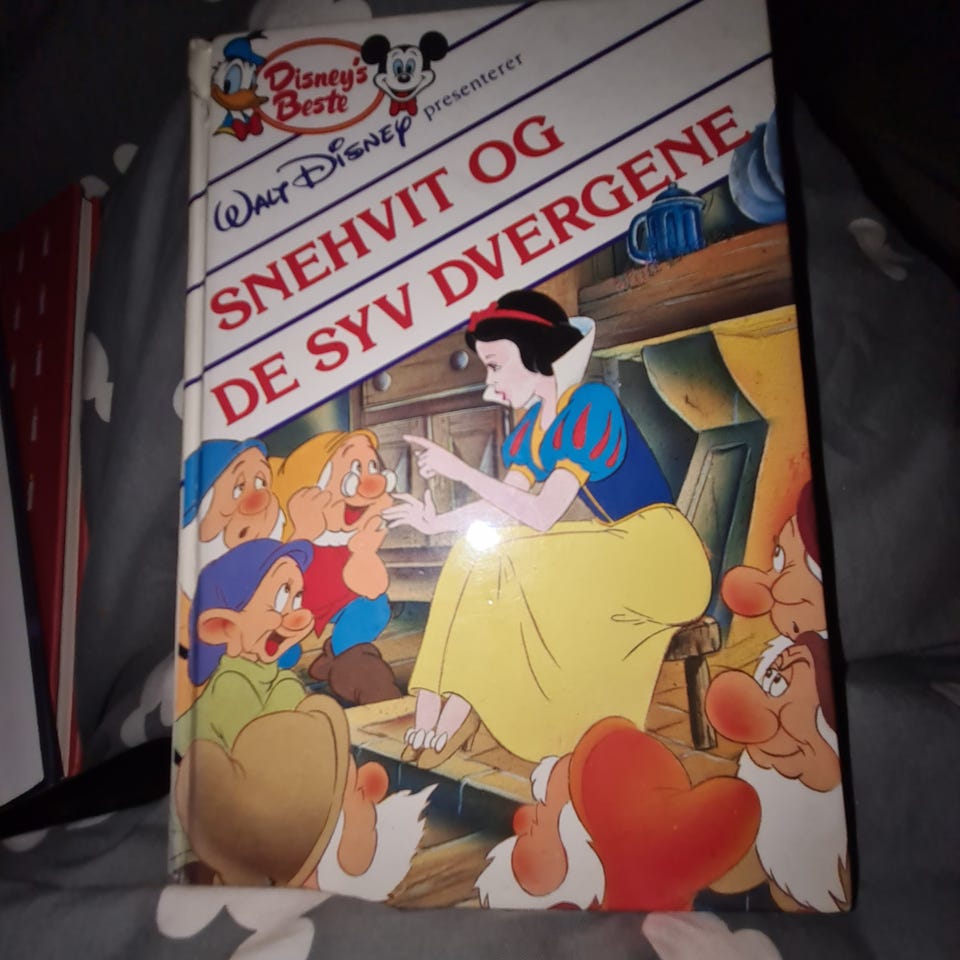 Disney's
Beste
WALT DISNEY presenterer
SNEHVIT OG
DE SYV DVERGENE